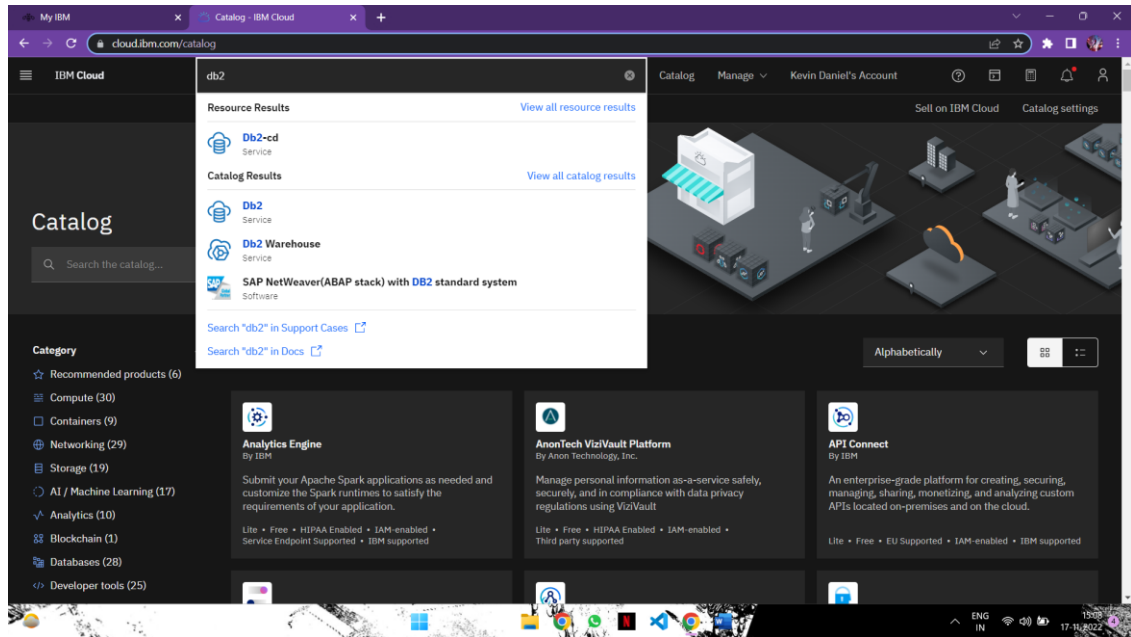 My IBM
Catalog - IBM Cloud
cloud.ibm.com/catalog
IBM Cloud
db2
Catalog
Manage
Kevin Daniel's Account
Resource Results
View all resource results
Sell on IBM Cloud
Catalog settings
Db2-cd
Service
Catalog Results
View all catalog results
Db2
Service
Db2 Warehouse
Service
SAP NetWeaver(ABAP stack) with DB2 standard system
Software
Search "db2" in Support Cases
Search "db2" in Docs
Catalog
Search the catalog...
Alphabetically
Category
Recommended products (6)
Compute (30)
Containers (9)
Networking (29)
Storage (19)
AI / Machine Learning (17)
Analytics (10)
Blockchain (1)
Databases (28)
Developer tools (25)
Analytics Engine
By IBM
Submit your Apache Spark applications as needed and
customize the Spark runtimes to satisfy the
requirements of your application.
Lite • Free • HIPAA Enabled • IAM-enabled •
Service Endpoint Supported • IBM supported
AnonTech ViziVault Platform
By Anon Technology, Inc.
Manage personal information as-a-service safely,
securely, and in compliance with data privacy
regulations using ViziVault
Lite • Free • HIPAA Enabled • IAM-enabled •
Third party supported
API Connect
By IBM
An enterprise-grade platform for creating, securing,
managing, sharing, monetizing, and analyzing custom
APIs located on-premises and on the cloud.
Lite • Free • EU Supported • IAM-enabled • IBM supported
SAP
ENG
IN
15:08
17-11-2022